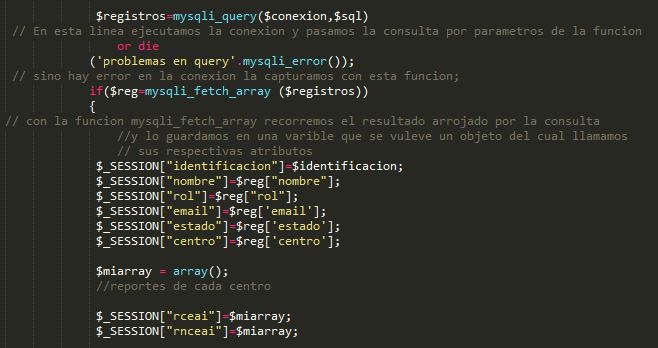 $registros=mysqli_query($conexion,$sql)
// En esta linea ejecutamos la conexion y pasamos la consulta por parametros de la funcion
or die
('problemas en query'.mysqli_error());
// sino hay error en la conexion la capturamos con esta funcion;
if($reg=mysqli_fetch_array ($registros))
{
// con la funcion mysqli_fetch_array recorremos el resultado arrojado por la consulta
//y lo guardamos en una varible que se vuleve un objeto del cual llamamos
// sus respectivas atributos
$_SESSION["identificacion"]=$identificacion;
$_SESSION["nombre"]=$reg["nombre"];
$_SESSION["rol"]=$reg["rol"];
$_SESSION["email"]=$reg['email'];
$_SESSION["estado"]=$reg['estado'];
$_SESSION["centro"]=$reg['centro'];
$miarray = array();
//reportes de cada centro
$_SESSION["rceai"]=$miarray;
$_SESSION["rnceai"]=$miarray;